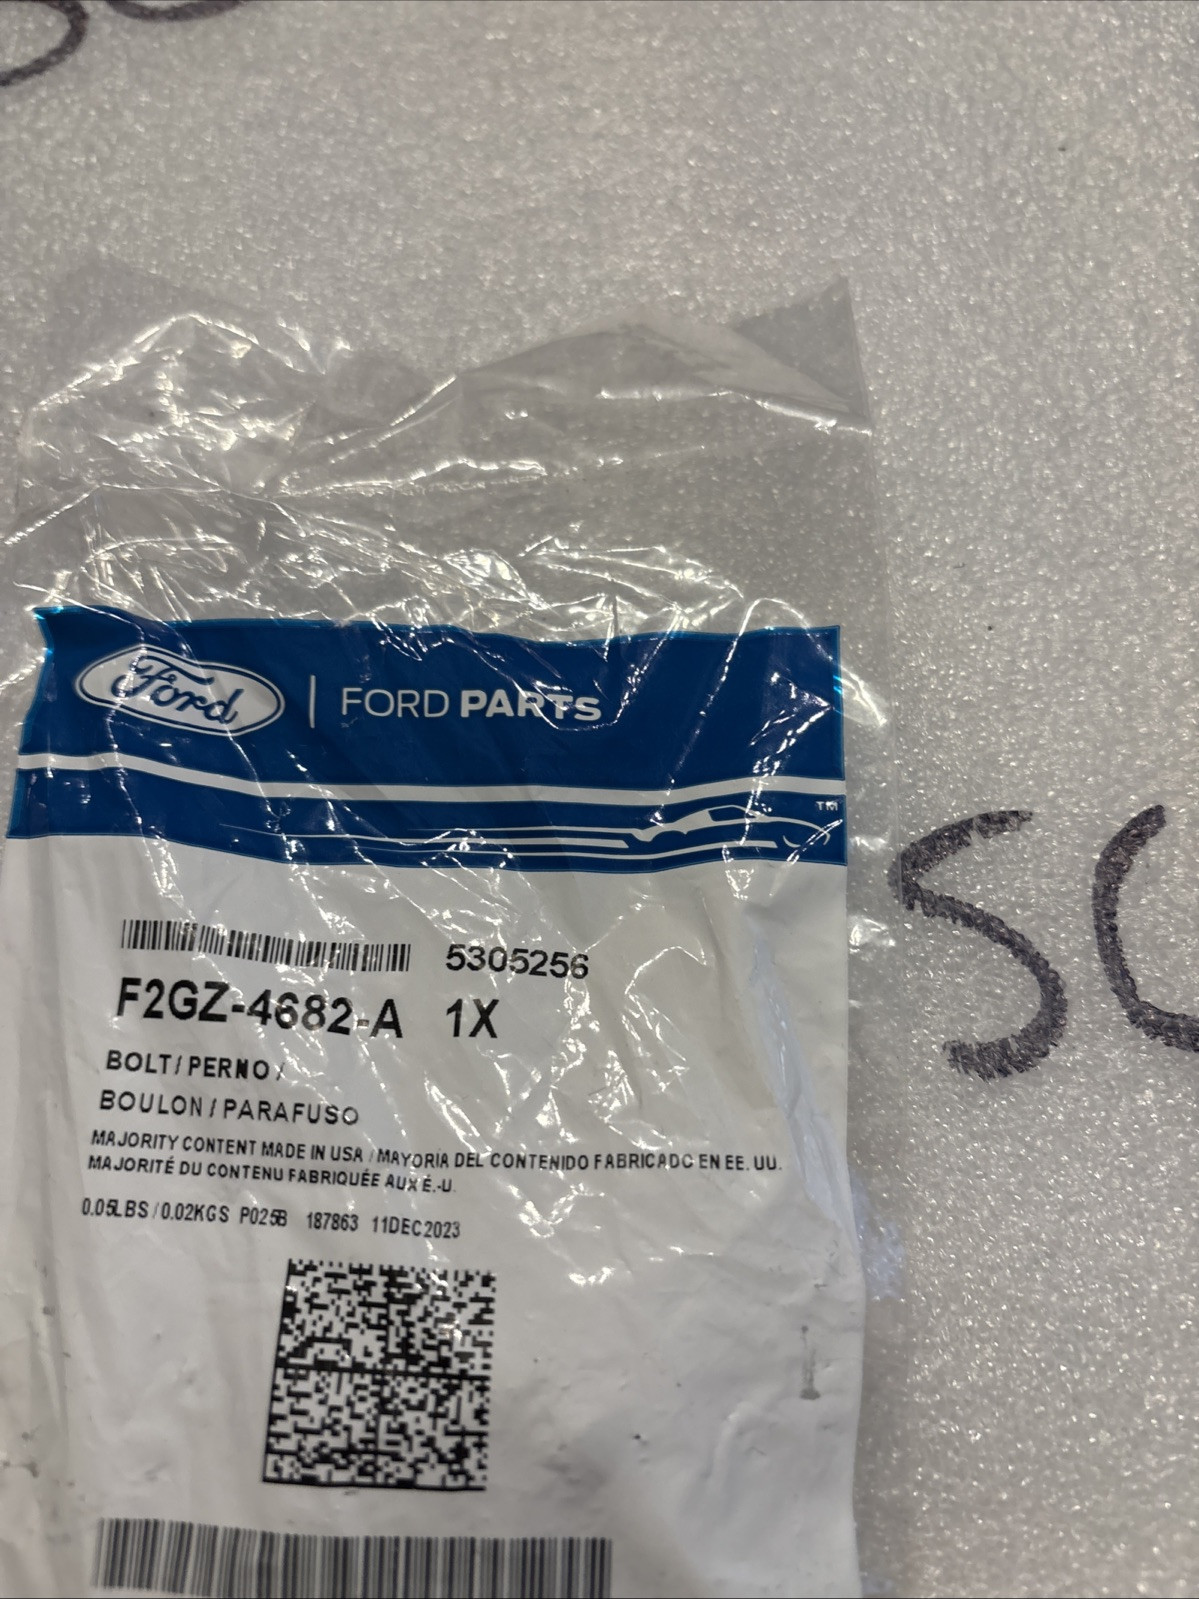 Ford | FORD PARTS
TM
5305256
F2GZ-4682-A 1X
BOLT / PERNO /
BOULON / PARAFUSO
MAJORITY CONTENT MADE IN USA / MAYORIA DEL CONTENIDO FABRICADO EN EE. UU.
MAJORITÉ DU CONTENU FABRIQUÉE AUX É.-U.
0.05LBS / 0.02KGS P025B 187863 11DEC2023